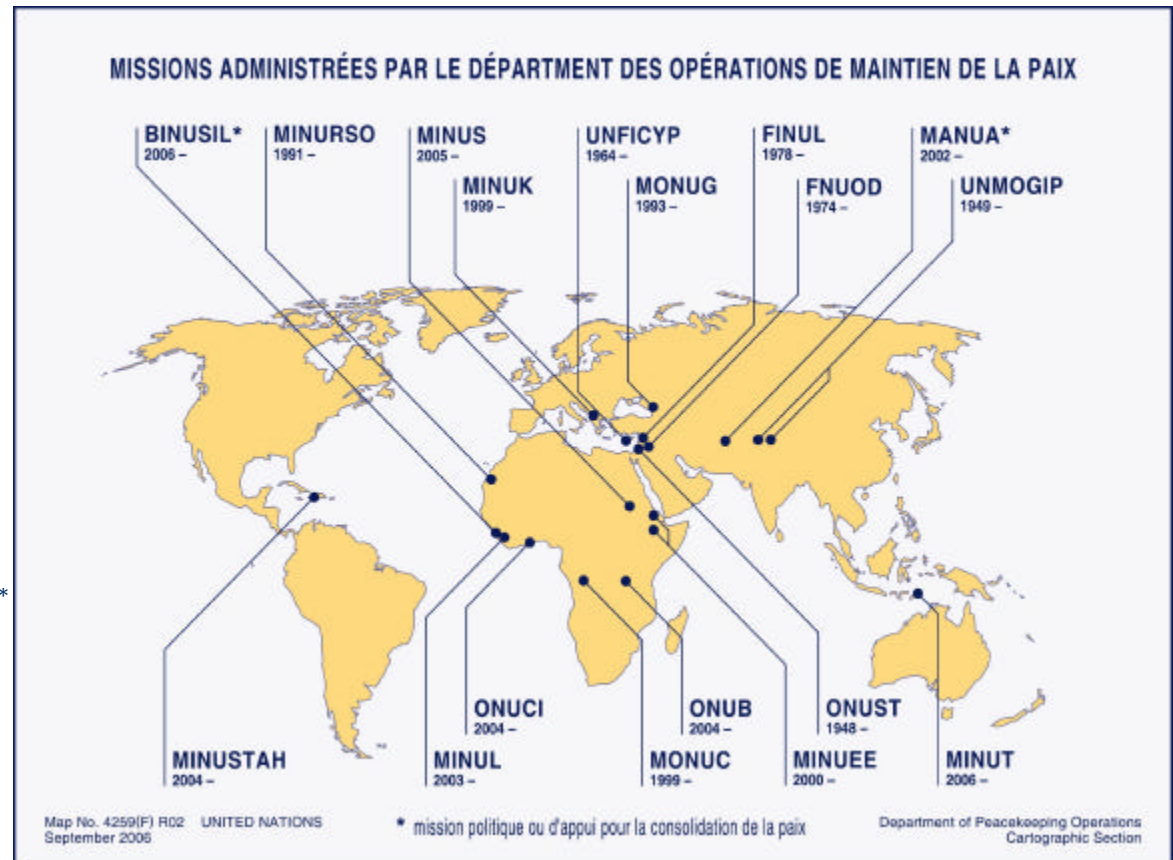 MISSIONS ADMINISTRÉES PAR LE DÉPARTMENT DES OPÉRATIONS DE MAINTIEN DE LA PAIX
BINUSIL*
2006 –
MINURSO
1991 –
MINUS
2005 –
UNFICYP
1964 –
FINUL
1978 –
MANUA*
2002 –
MINUK
1999 –
MONUG
1993 –
FNUOD
1974 –
UNMOGIP
1949 –
*
ONUCI
2004 –
ONUB
2004 –
ONUST
1948 –
MINUSTAH
2004 –
MINUL
2003 –
MONUC
1999 –
MINUEE
2000 –
MINUT
2006 –
Map No. 4259(F) R02 UNITED NATIONS
September 2006
* mission politique ou d'appui pour la consolidation de la paix
Department of Peacekeeping Operations
Cartographic Section